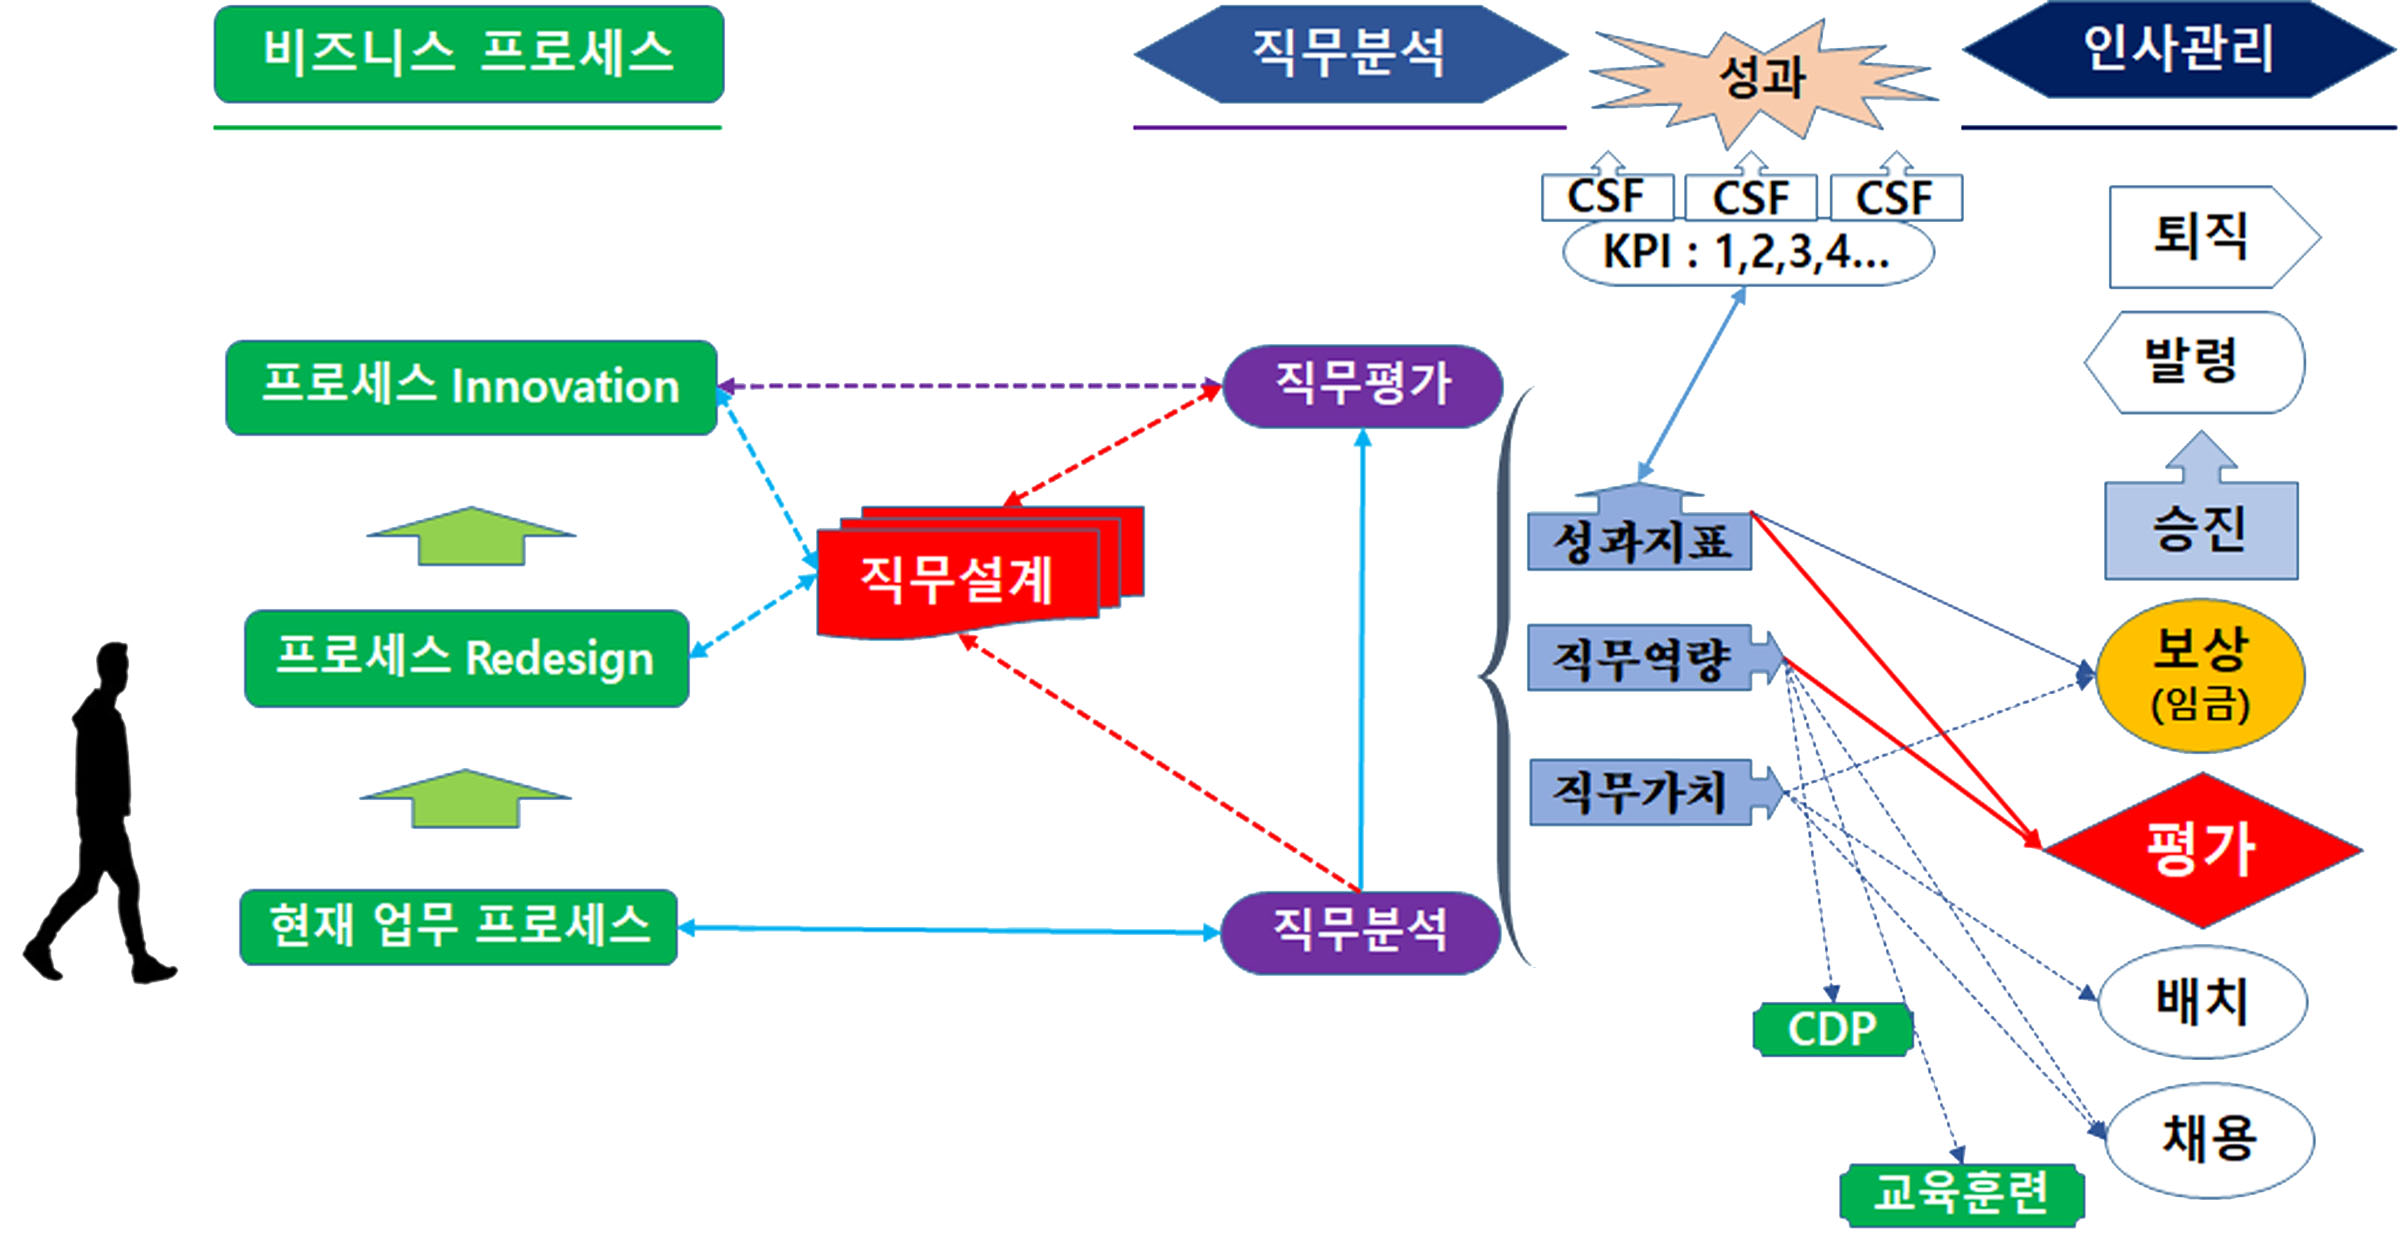 비즈니스 프로세스
직무분석
성과
인사관리
CSF
CSF
CSF
KPI : 1,2,3,4...
퇴직
발령
프로세스 Innovation
직무평가
승진
성과지표
직무설계
보상
(임금)
프로세스 Redesign
직무역량
직무가치
평가
현재 업무 프로세스
직무분석
배치
CDP
채용
교육훈련